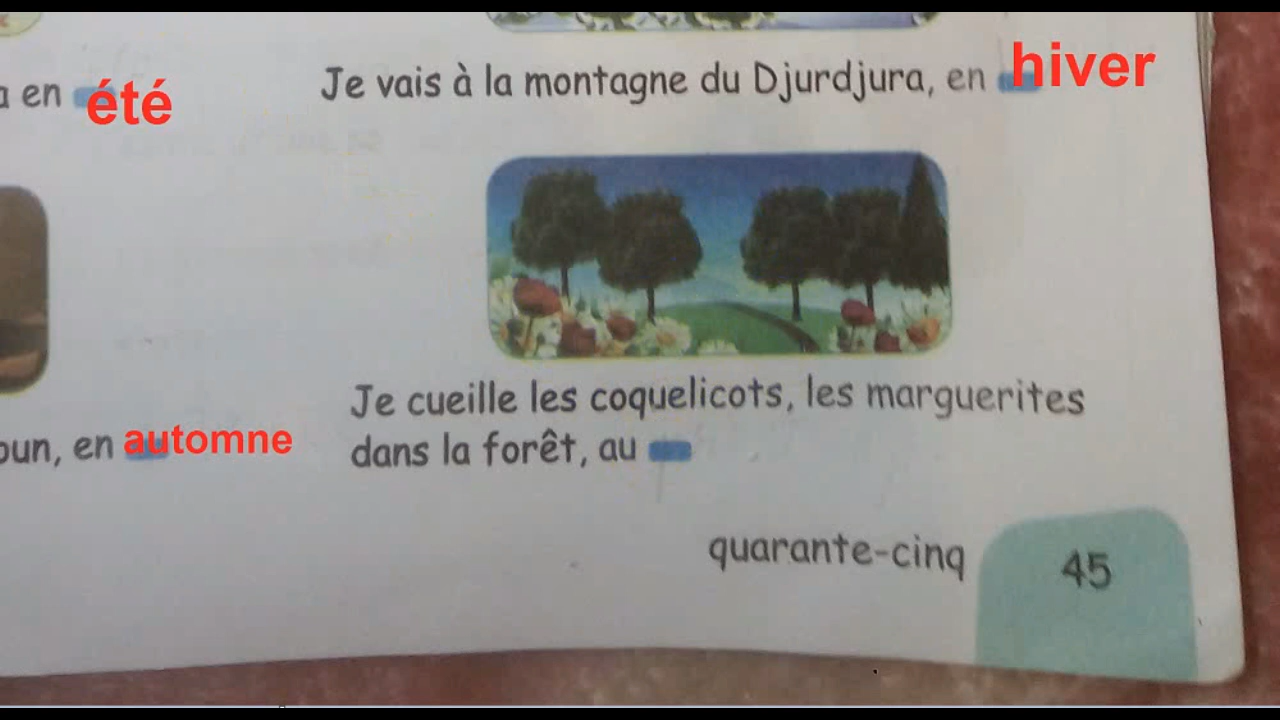 en été
Je vais à la montagne du Djurdjura, en hiver
en automne
Je cueille les coquelicots, les marguerites
dans la forêt, au
quarante-cinq
45